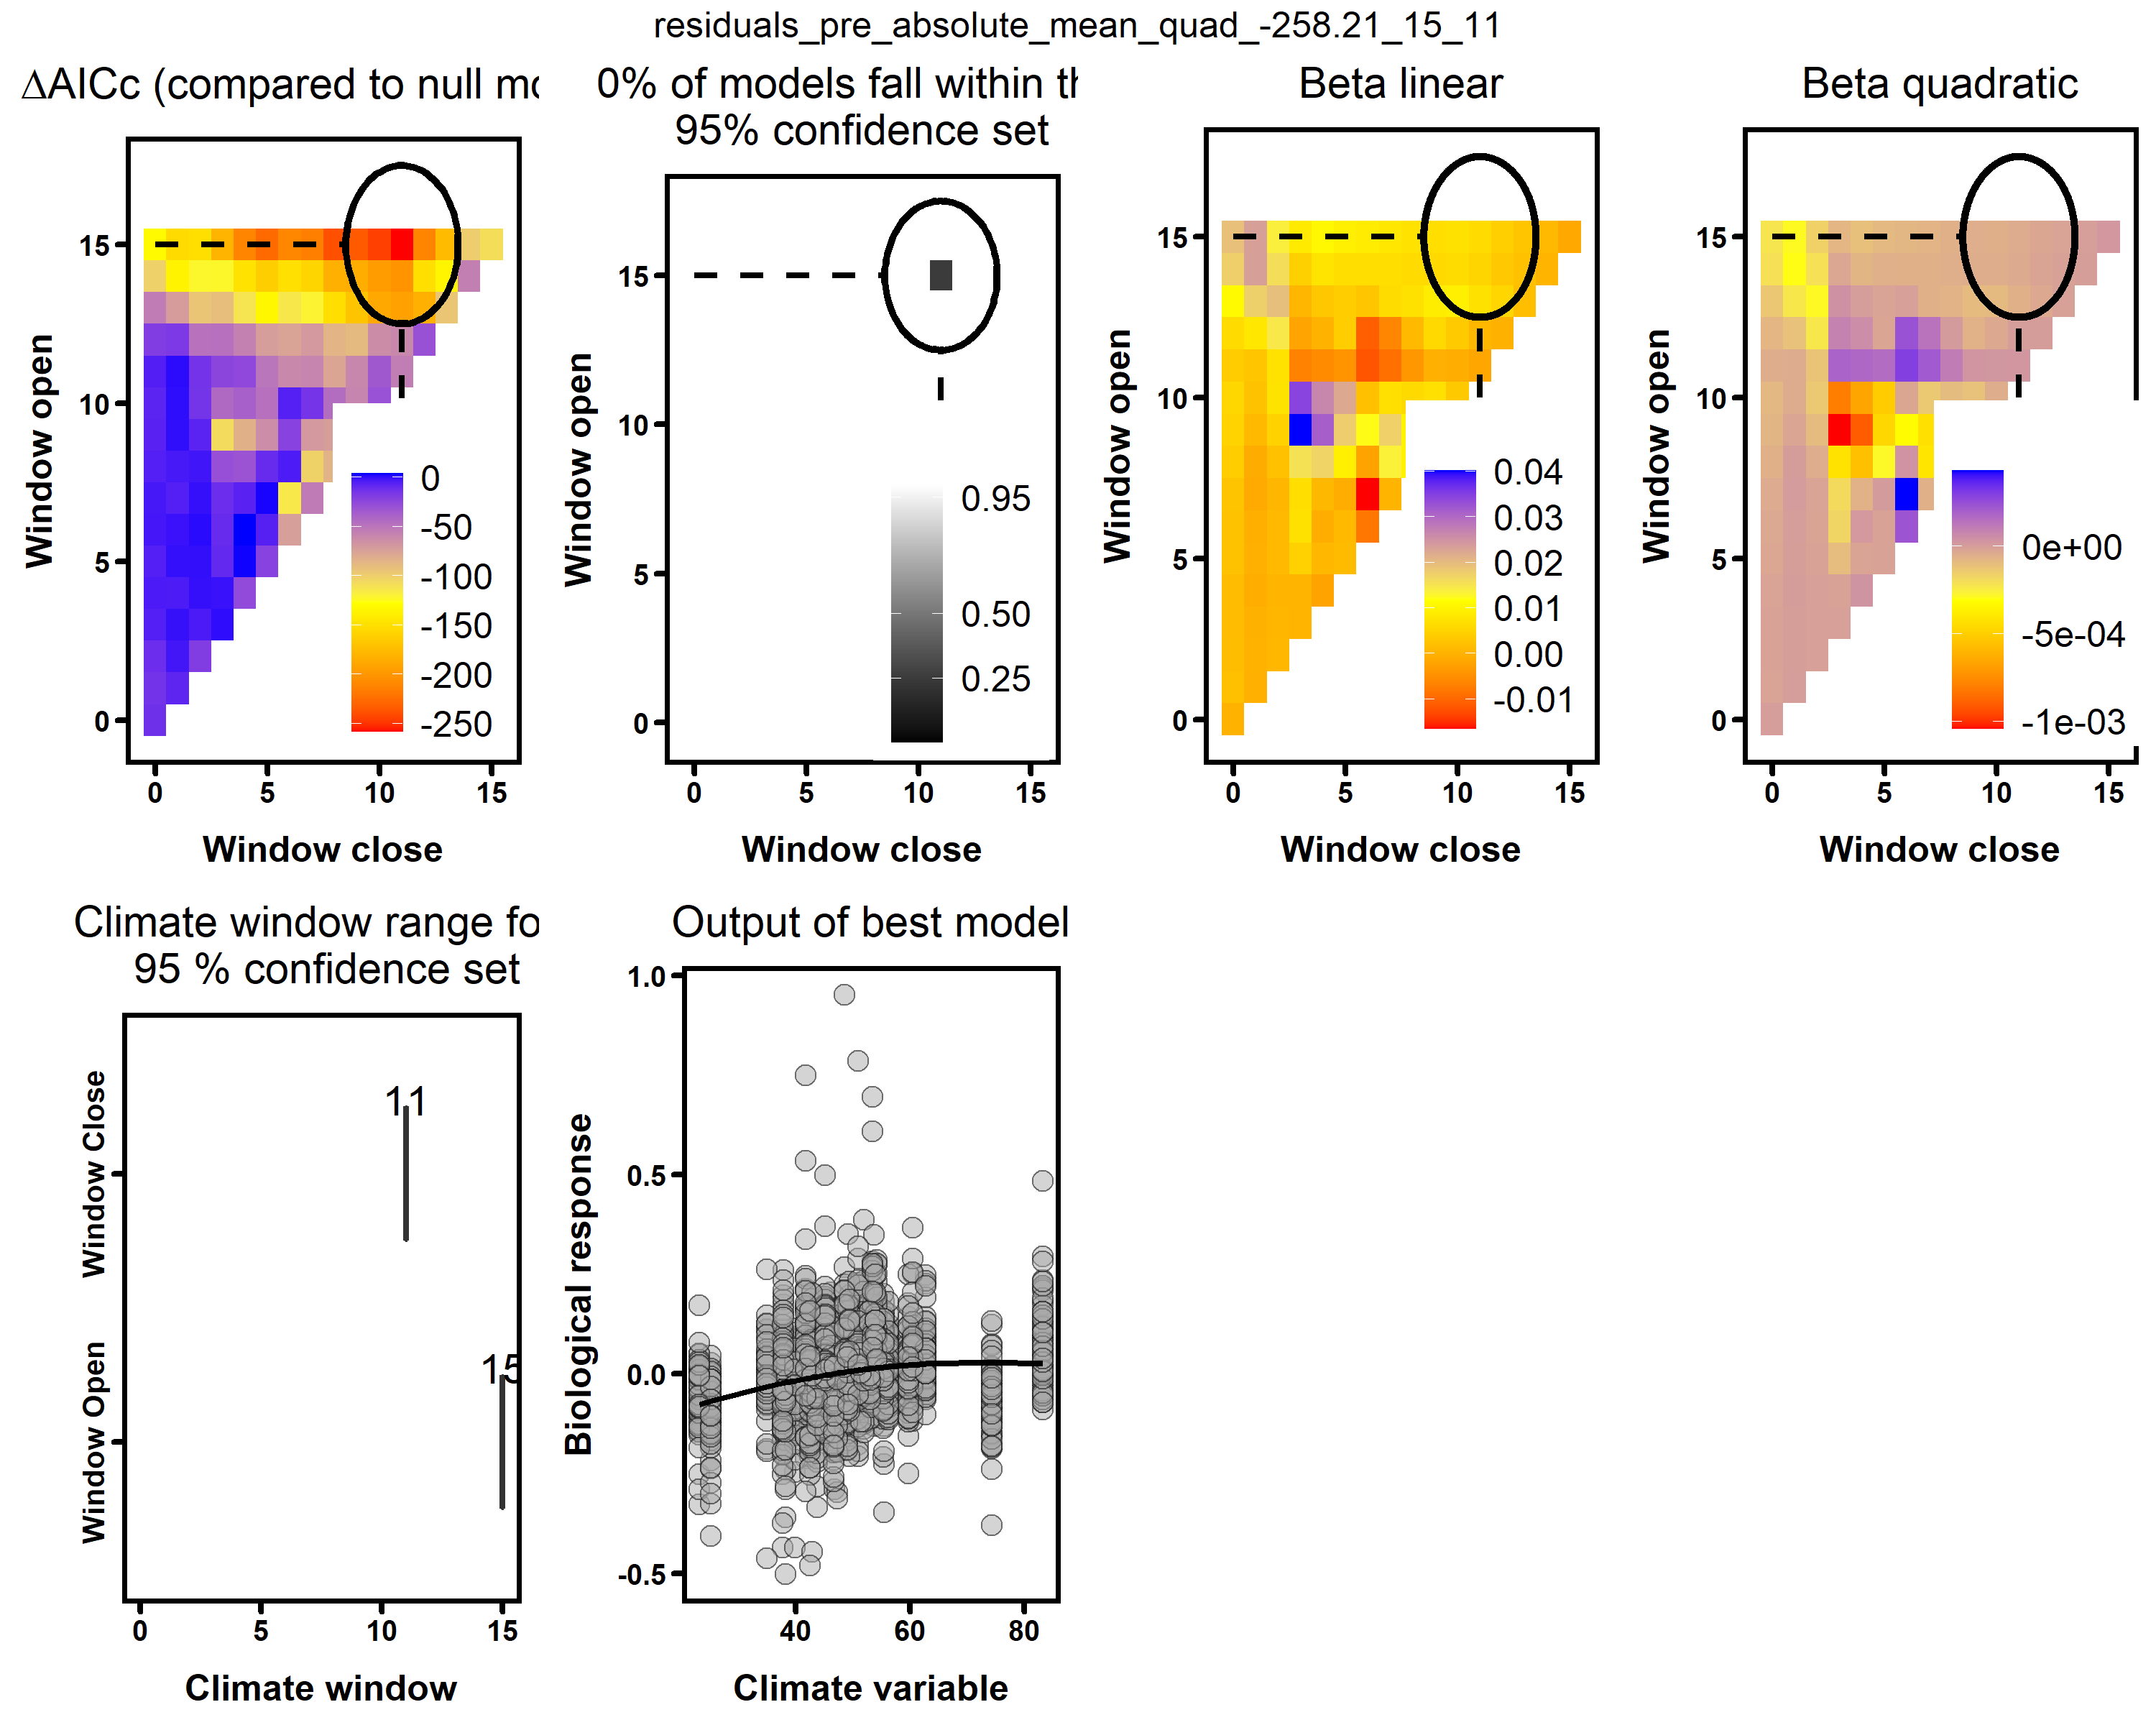 residuals_pre_absolute_mean_quad_-258.21_15_11
ΔAICc (compared to null mo
Window open
15
10
5
0
0
-50
-100
-150
-200
-250
0 5 10 15
Window close
0% of models fall within th
95% confidence set
Window open
15
10
5
0
0.95
0.50
0.25
0 5 10 15
Window close
Beta linear
Window open
15
10
5
0
0.04
0.03
0.02
0.01
0.00
-0.01
0 5 10 15
Window close
Beta quadratic
Window open
15
10
5
0
0e+00
-5e-04
-1e-03
0 5 10 15
Window close
Climate window range fo
95 % confidence set
Window Close
Window Open
11
15
0 5 10 15
Climate window
Output of best model
Biological response
1.0
0.5
0.0
-0.5
40 60 80
Climate variable